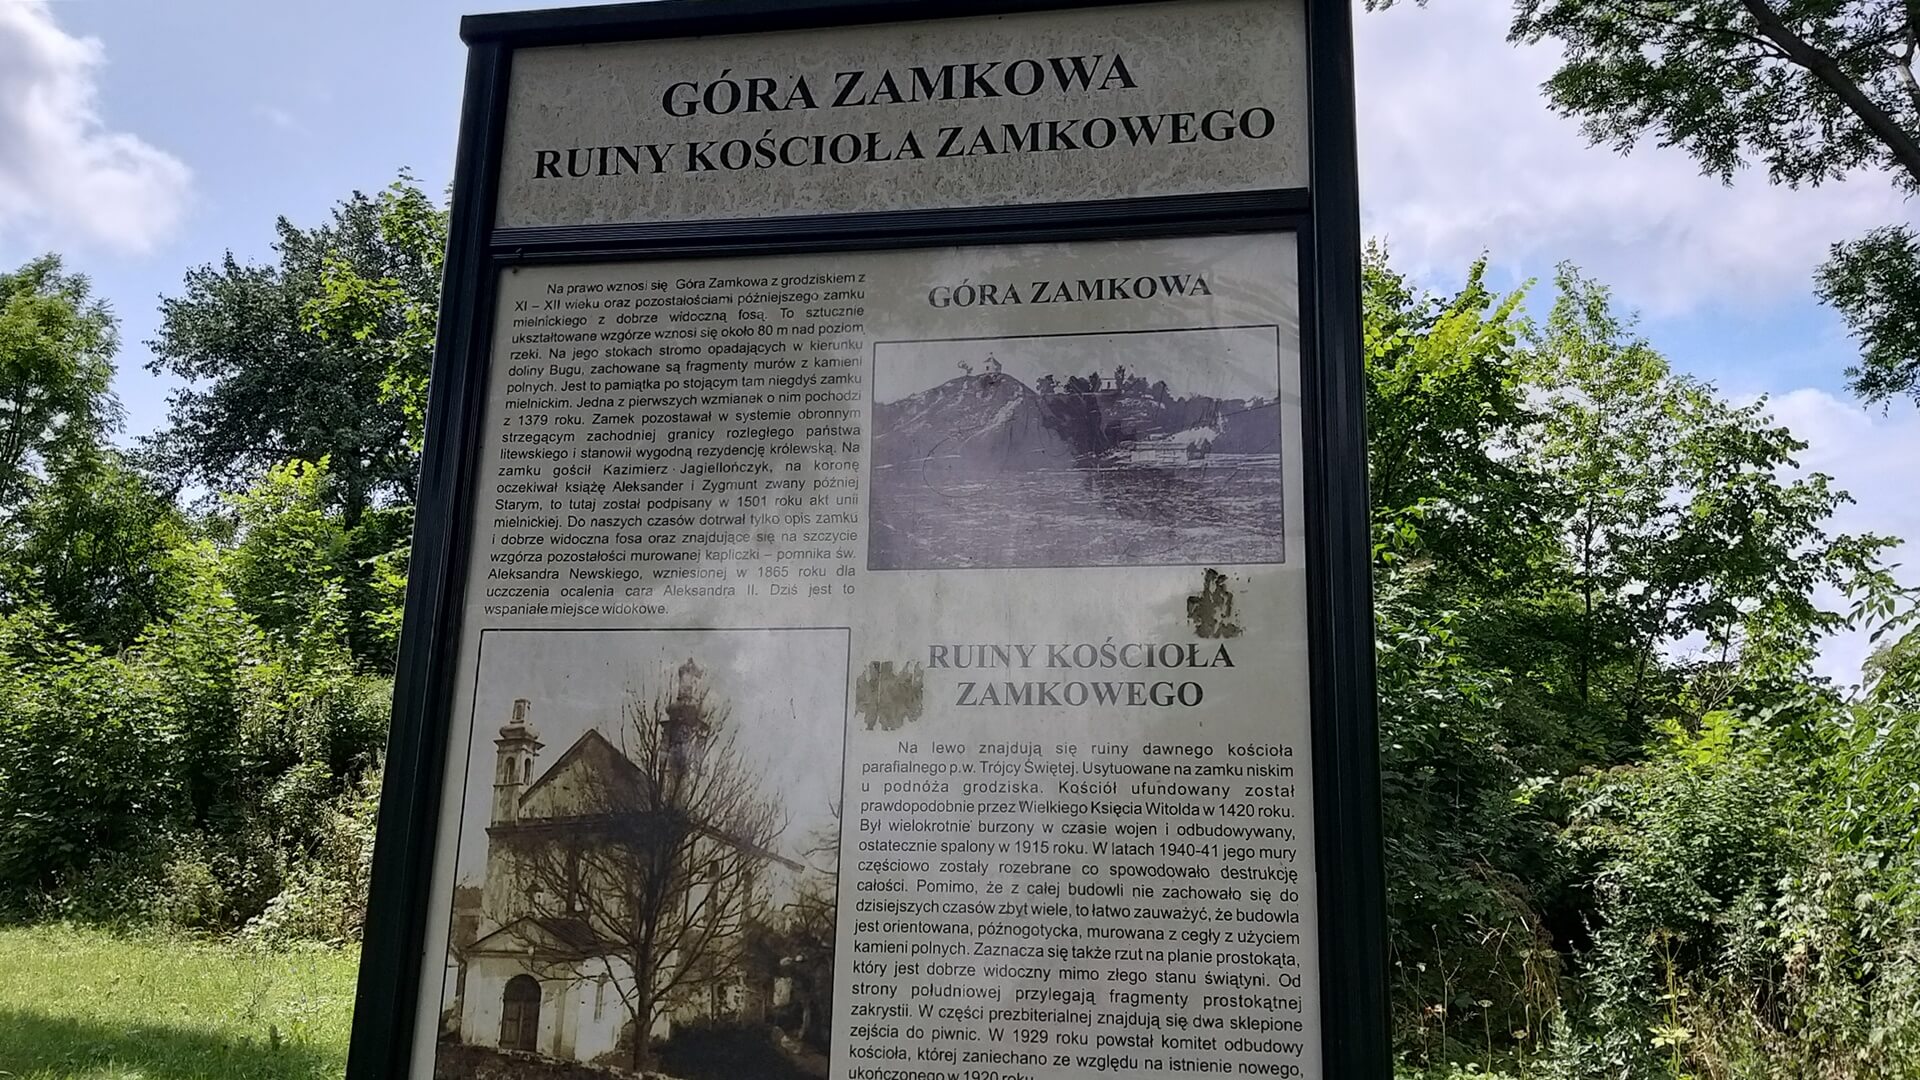 GÓRA ZAMKOWA
RUINY KOŚCIOŁA ZAMKOWEGO
Na prawo wznosi się Góra Zamkowa z grodziskiem z
XI – XII wieku oraz pozostałościami późniejszego zamku
mielnickiego z dobrze widoczną fosą. To sztucznie
ukształtowane wzgórze wznosi się około 80 m nad poziom
rzeki. Na jego stokach stromo opadających w kierunku
doliny Bugu, zachowane są fragmenty murów z kamieni
polnych. Jest to pamiątka po stojącym tam niegdyś zamku
mielnickim. Jedna z pierwszych wzmianek o nim pochodzi
z 1379 roku. Zamek pozostawał w systemie obronnym
strzegącym zachodniej granicy rozległego państwa
litewskiego i stanowił wygodną rezydencję królewską. Na
zamku gościł Kazimierz Jagiellończyk, na koronę
oczekiwał książę Aleksander i Zygmunt zwany później
Starym, to tutaj został podpisany w 1501 roku akt unii
mielnickiej. Do naszych czasów dotrwał tylko opis zamku
i dobrze widoczna fosa oraz znajdujące się na szczycie
wzgórza pozostałości murowanej kapliczki – pomnika św.
Aleksandra Newskiego, wzniesionej w 1865 roku dla
uczczenia ocalenia cara Aleksandra II. Dziś jest to
wspaniałe miejsce widokowe.
GÓRA ZAMKOWA
RUINY KOŚCIOŁA
ZAMKOWEGO
Na lewo znajdują się ruiny dawnego kościoła
parafialnego p.w. Trójcy Świętej. Usytuowane na zamku niskim
u podnóża grodziska. Kościół ufundowany został
prawdopodobnie przez Wielkiego Księcia Witolda w 1420 roku.
Był wielokrotnie burzony w czasie wojen i odbudowywany,
ostatecznie spalony w 1915 roku. W latach 1940-41 jego mury
częściowo zostały rozebrane co spowodowało destrukcję
całości. Pomimo, że z całej budowli nie zachowało się do
dzisiejszych czasów zbyt wiele, to łatwo zauważyć, że budowla
jest orientowana, późnogotycka, murowana z cegły z użyciem
kamieni polnych. Zaznacza się także rzut na planie prostokąta,
który jest dobrze widoczny mimo złego stanu świątyni. Od
strony południowej przylegają fragmenty prostokątnej
zakrystii. W części prezbiterialnej znajdują się dwa sklepione
zejścia do piwnic. W 1929 roku powstał komitet odbudowy
kościoła, której zaniechano ze względu na istnienie nowego,
ukończonego w 1920 roku